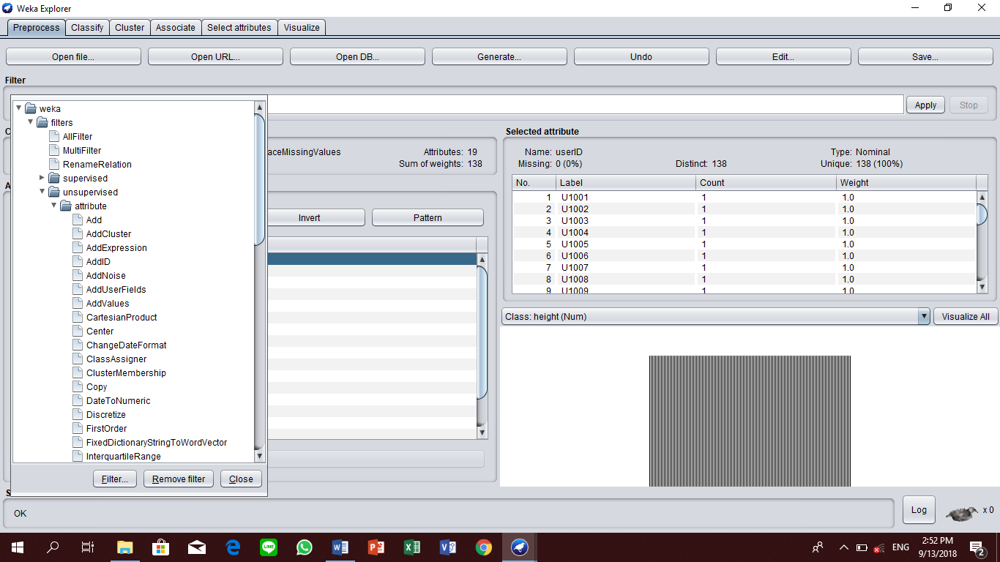 Weka Explorer
Preprocess Classify Cluster Associate Select attributes Visualize
Open file... Open URL... Open DB... Generate... Undo Edit... Save...
Filter
Apply Stop
weka
filters
AllFilter
MultiFilter
RenameRelation
supervised
unsupervised
attribute
Add
AddCluster
AddExpression
AddID
AddNoise
AddUserFields
AddValues
CartesianProduct
Center
ChangeDateFormat
ClassAssigner
ClusterMembership
Copy
DateToNumeric
Discretize
FirstOrder
FixedDictionaryStringToWordVector
InterquartileRange
Filter... Remove filter Close
aceMissingValues Attributes: 19
Sum of weights: 138
Invert Pattern
Selected attribute
Name: userID Type: Nominal
Missing: 0 (0%) Distinct: 138 Unique: 138 (100%)
No. Label Count Weight
1 U1001 1 1.0
2 U1002 1 1.0
3 U1003 1 1.0
4 U1004 1 1.0
5 U1005 1 1.0
6 U1006 1 1.0
7 U1007 1 1.0
8 U1008 1 1.0
9 U1009 1 1.0
Class: height (Num) Visualize All
OK
Log x 0
LINE
ENG
2:52 PM
9/13/2018
2